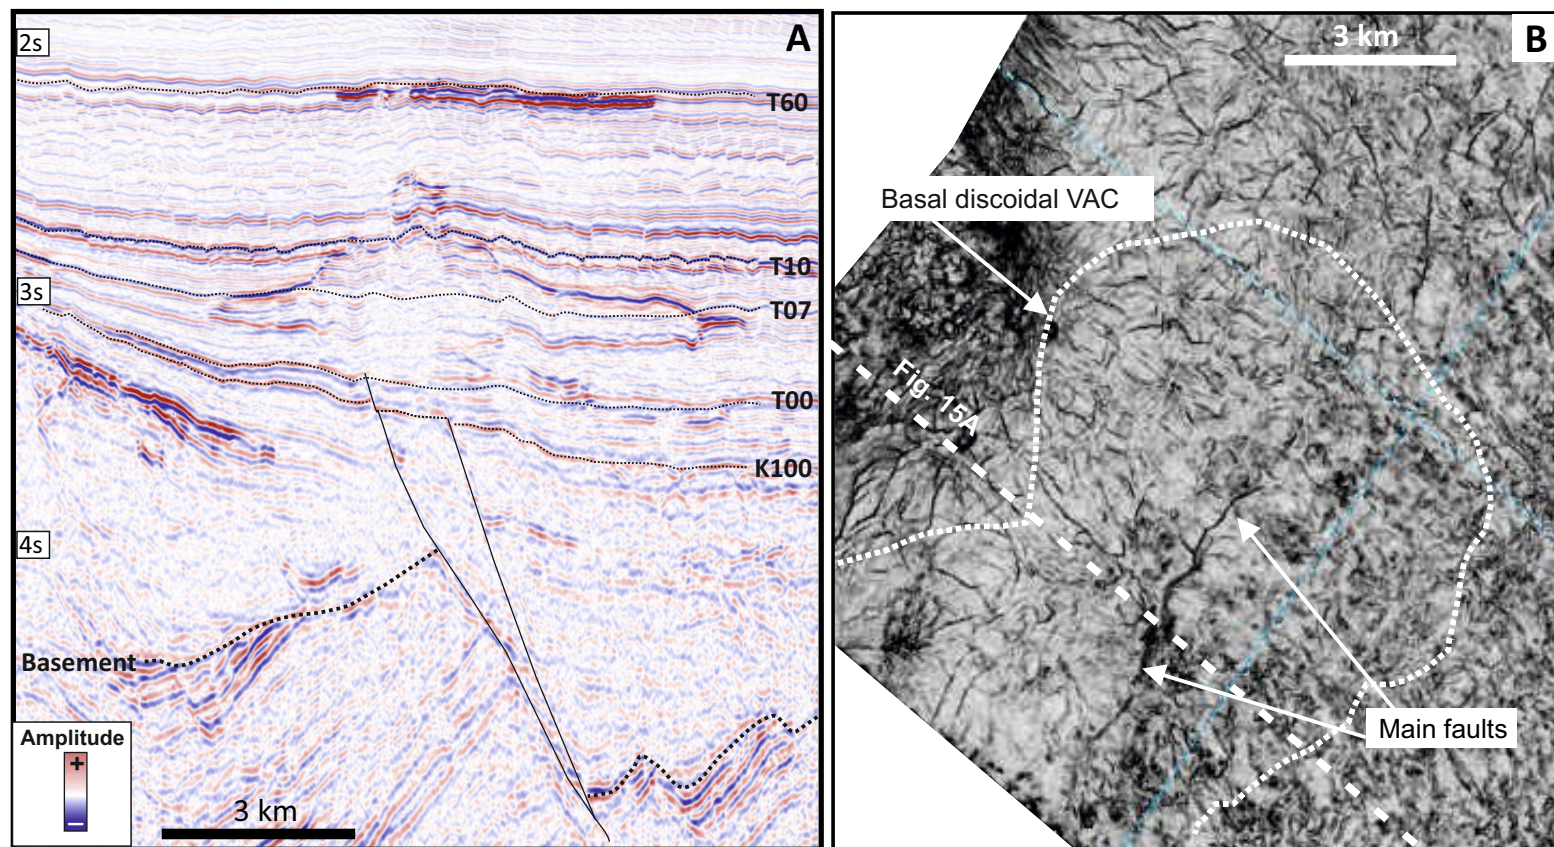 2s
A
T60
T10
3s
T07
T00
K100
4s
Basement
Amplitude
+
–
3 km
3 km
B
Basal discoidal VAC
Fig. 15A
Main faults